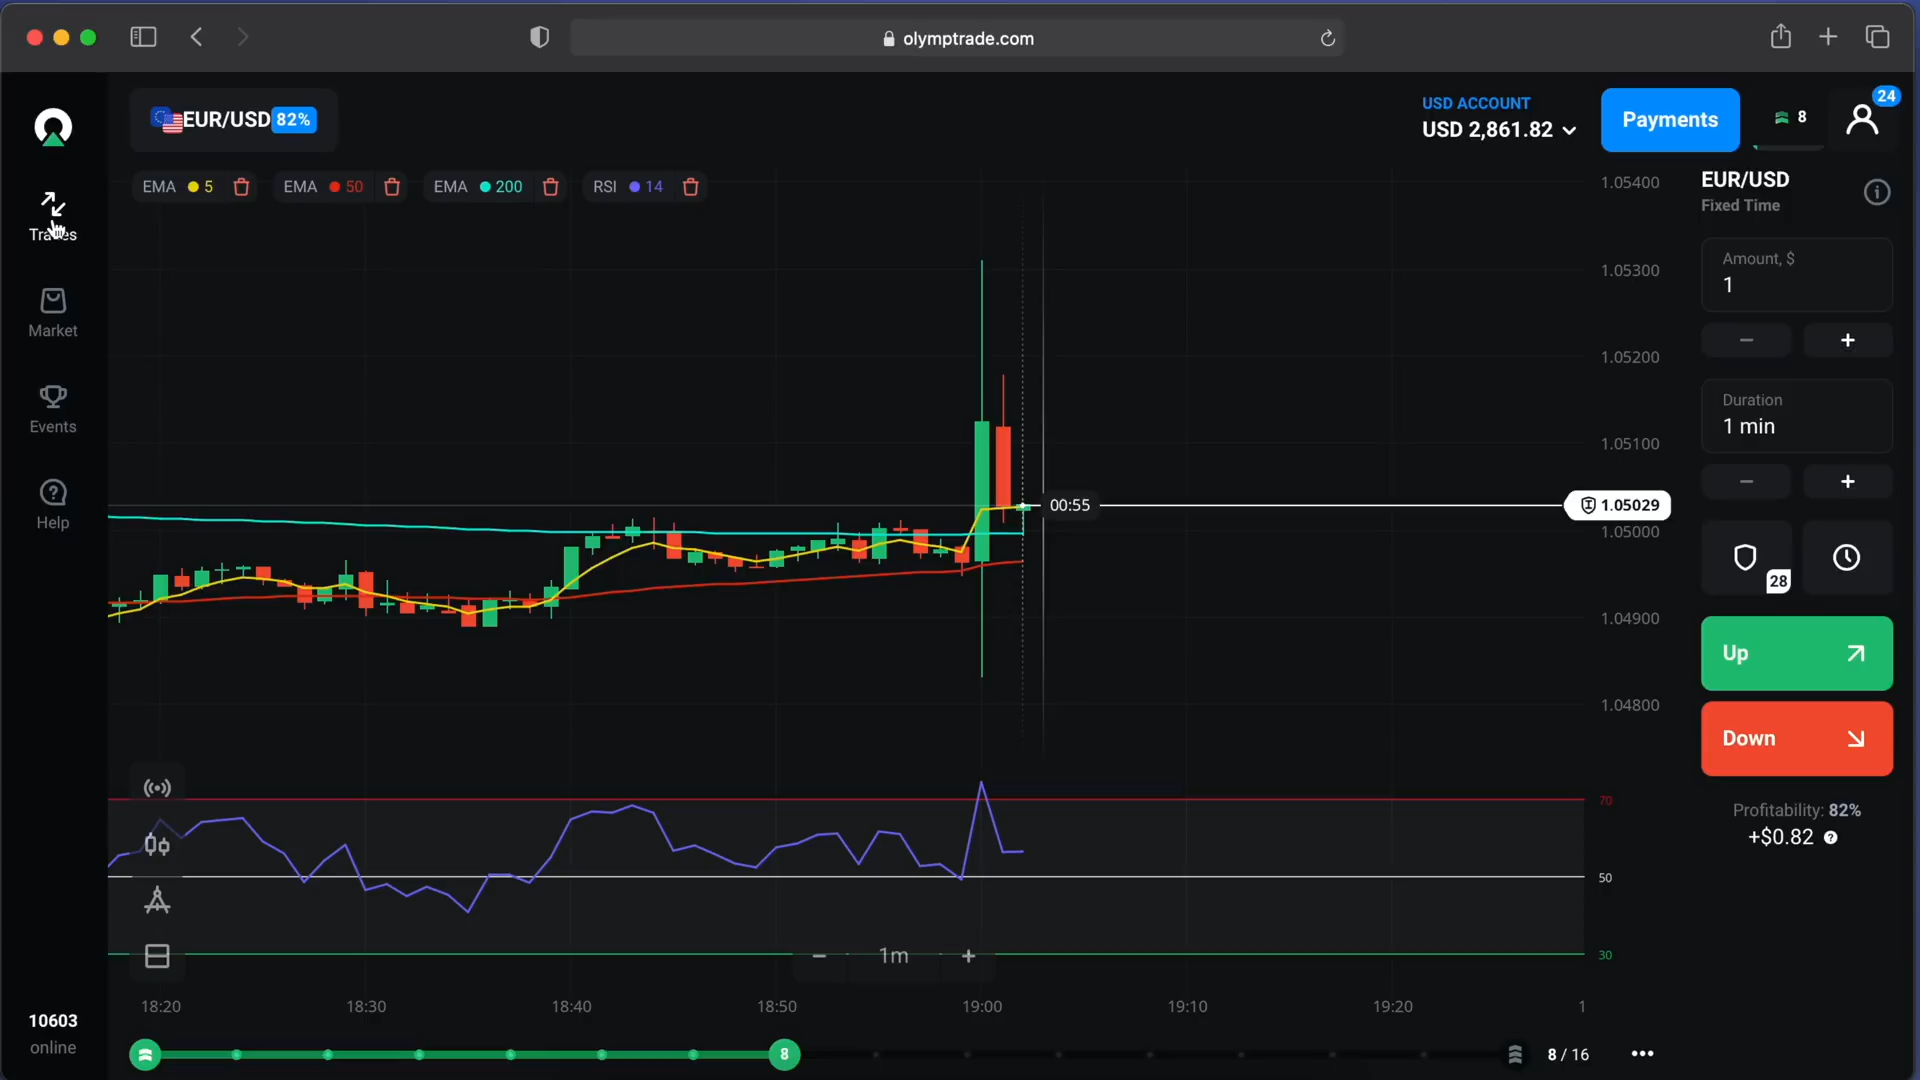 olymptrade.com
EUR/USD 82%
USD ACCOUNT
USD 2,861.82
Payments
8
24
EMA 5
EMA 50
EMA 200
RSI 14
Trades
Market
Events
Help
10603
online
1.05400
1.05300
1.05200
1.05100
1.05029
1.05000
1.04900
1.04800
00:55
70
50
30
1m
18:20
18:30
18:40
18:50
19:00
19:10
19:20
1
8
8 / 16
EUR/USD
Fixed Time
Amount, $
1
Duration
1 min
28
Up
Down
Profitability: 82%
+$0.82